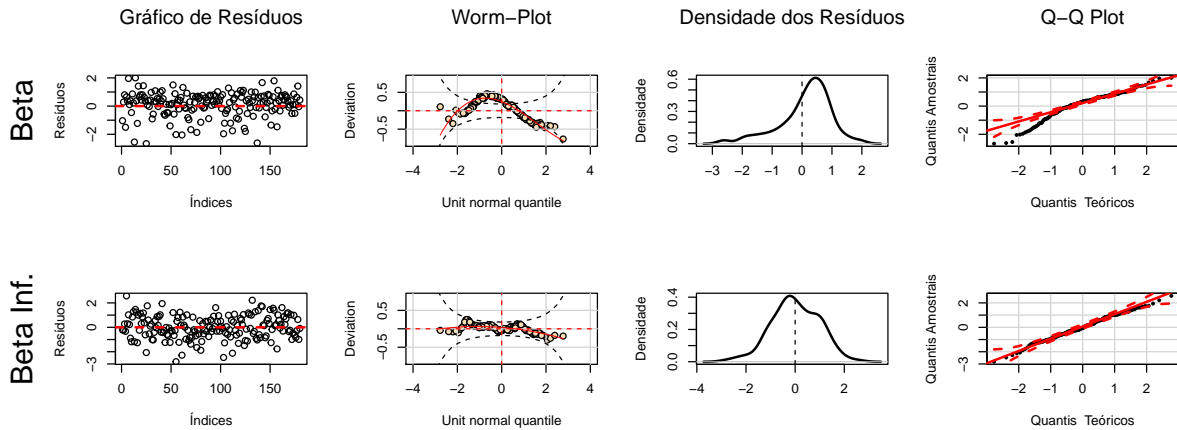 Gráfico de Resíduos
Worm−Plot
Densidade dos Resíduos
Q−Q Plot
Beta
Resíduos
2
0
−2
0 50 100 150
Índices
Deviation
0.5
−0.5
−4 −2 0 2 4
Unit normal quantile
Densidade
0.6
0.3
0.0
−3 −2 −1 0 1 2
Quantis Amostrais
2
0
−2
−2 −1 0 1 2
Quantis Teóricos
Beta Inf.
Resíduos
2
0
−3
0 50 100 150
Índices
Deviation
0.5
−0.5
−4 −2 0 2 4
Unit normal quantile
Densidade
0.4
0.2
0.0
−4 −2 0 2
Quantis Amostrais
2
0
−3
−2 −1 0 1 2
Quantis Teóricos